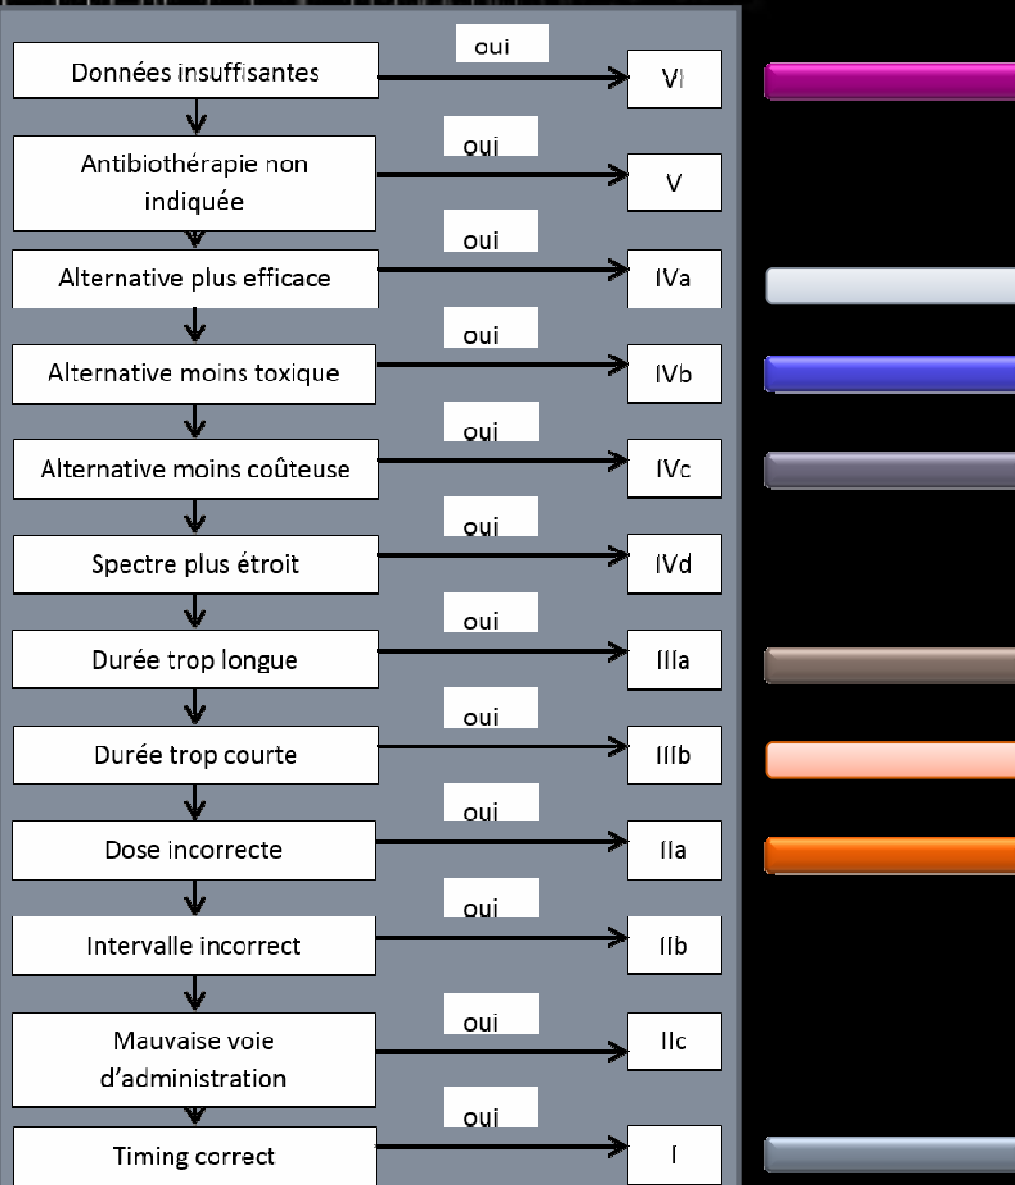 oui
Données insuffisantes
VI
oui
Antibiothérapie non
indiquée
V
oui
Alternative plus efficace
IVa
oui
Alternative moins toxique
IVb
oui
Alternative moins coûteuse
IVc
oui
Spectre plus étroit
IVd
oui
Durée trop longue
IIIa
oui
Durée trop courte
IIIb
oui
Dose incorrecte
IIa
oui
Intervalle incorrect
IIb
oui
Mauvaise voie
d’administration
IIc
oui
Timing correct
I